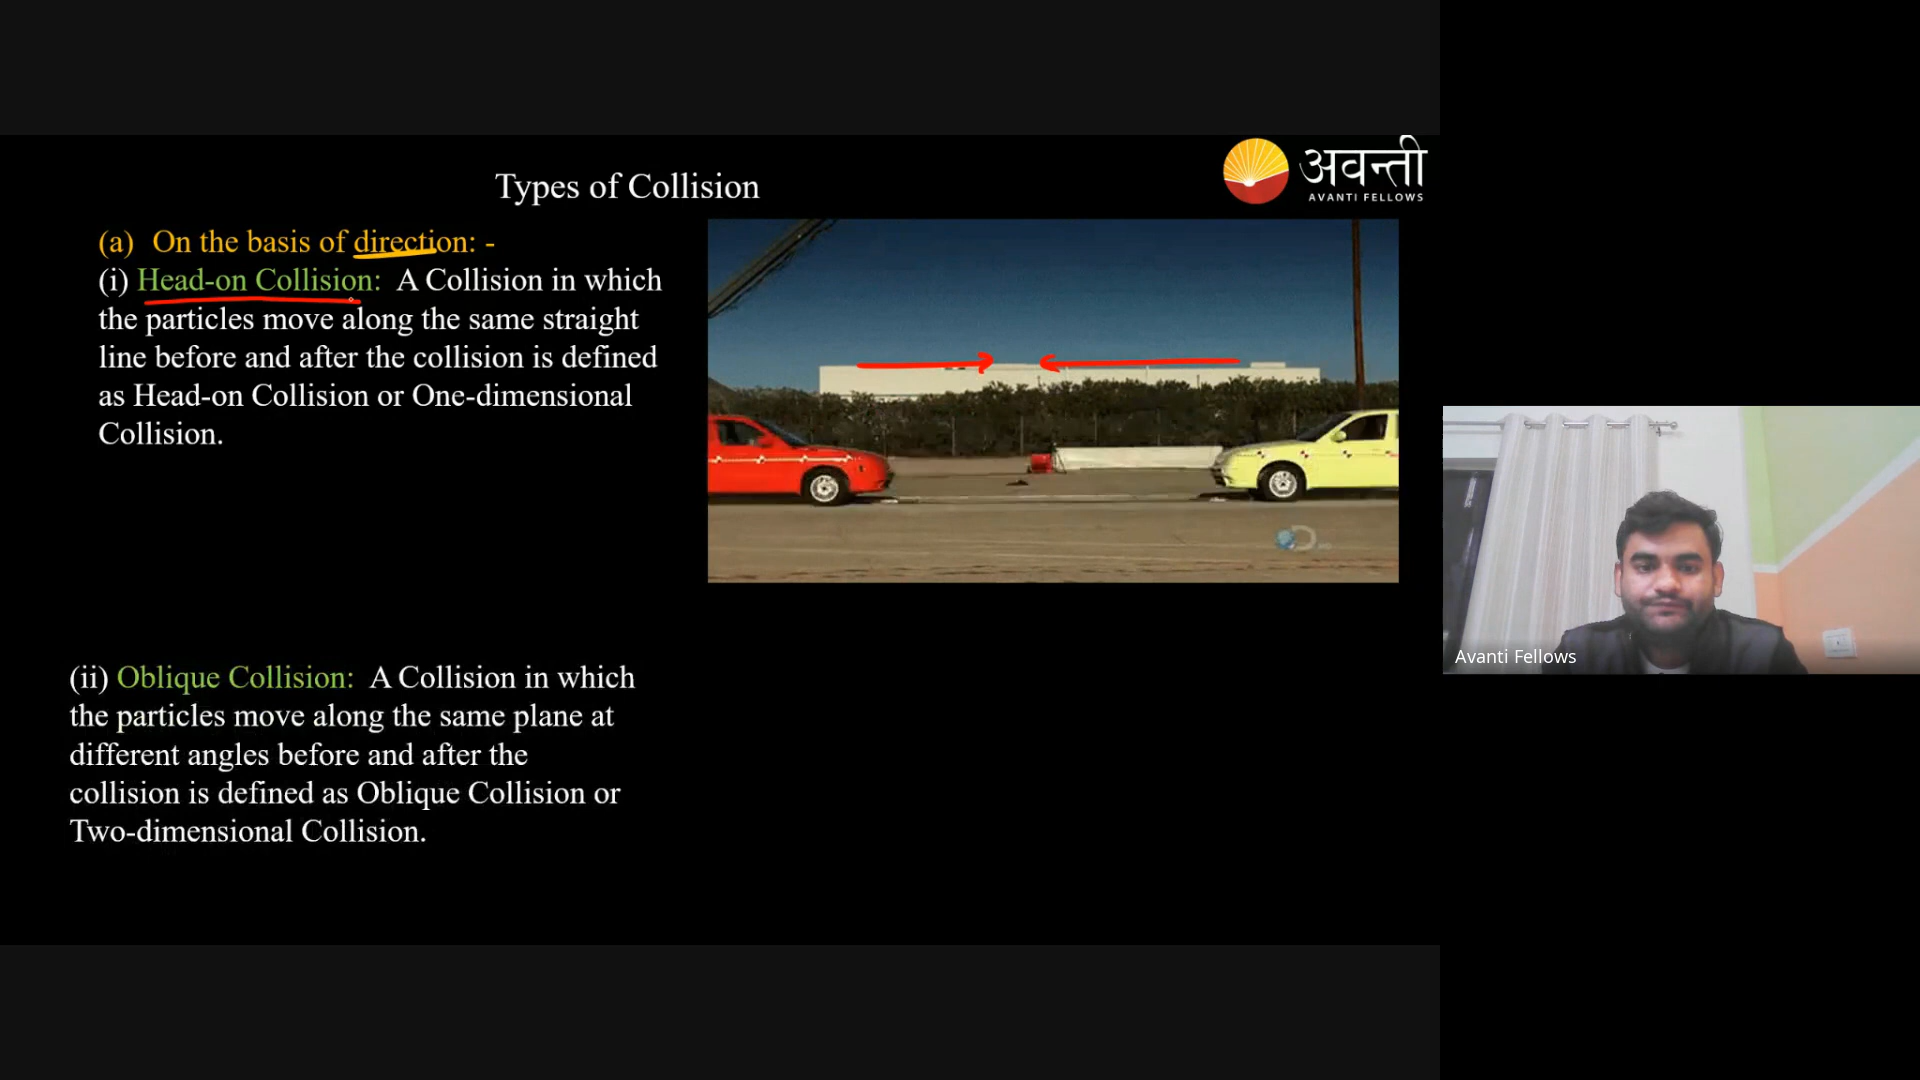 अवन्ती
AVANTI FELLOWS
Types of Collision
(a) On the basis of direction: -
(i) Head-on Collision: A Collision in which
the particles move along the same straight
line before and after the collision is defined
as Head-on Collision or One-dimensional
Collision.
(ii) Oblique Collision: A Collision in which
the particles move along the same plane at
different angles before and after the
collision is defined as Oblique Collision or
Two-dimensional Collision.
Avanti Fellows